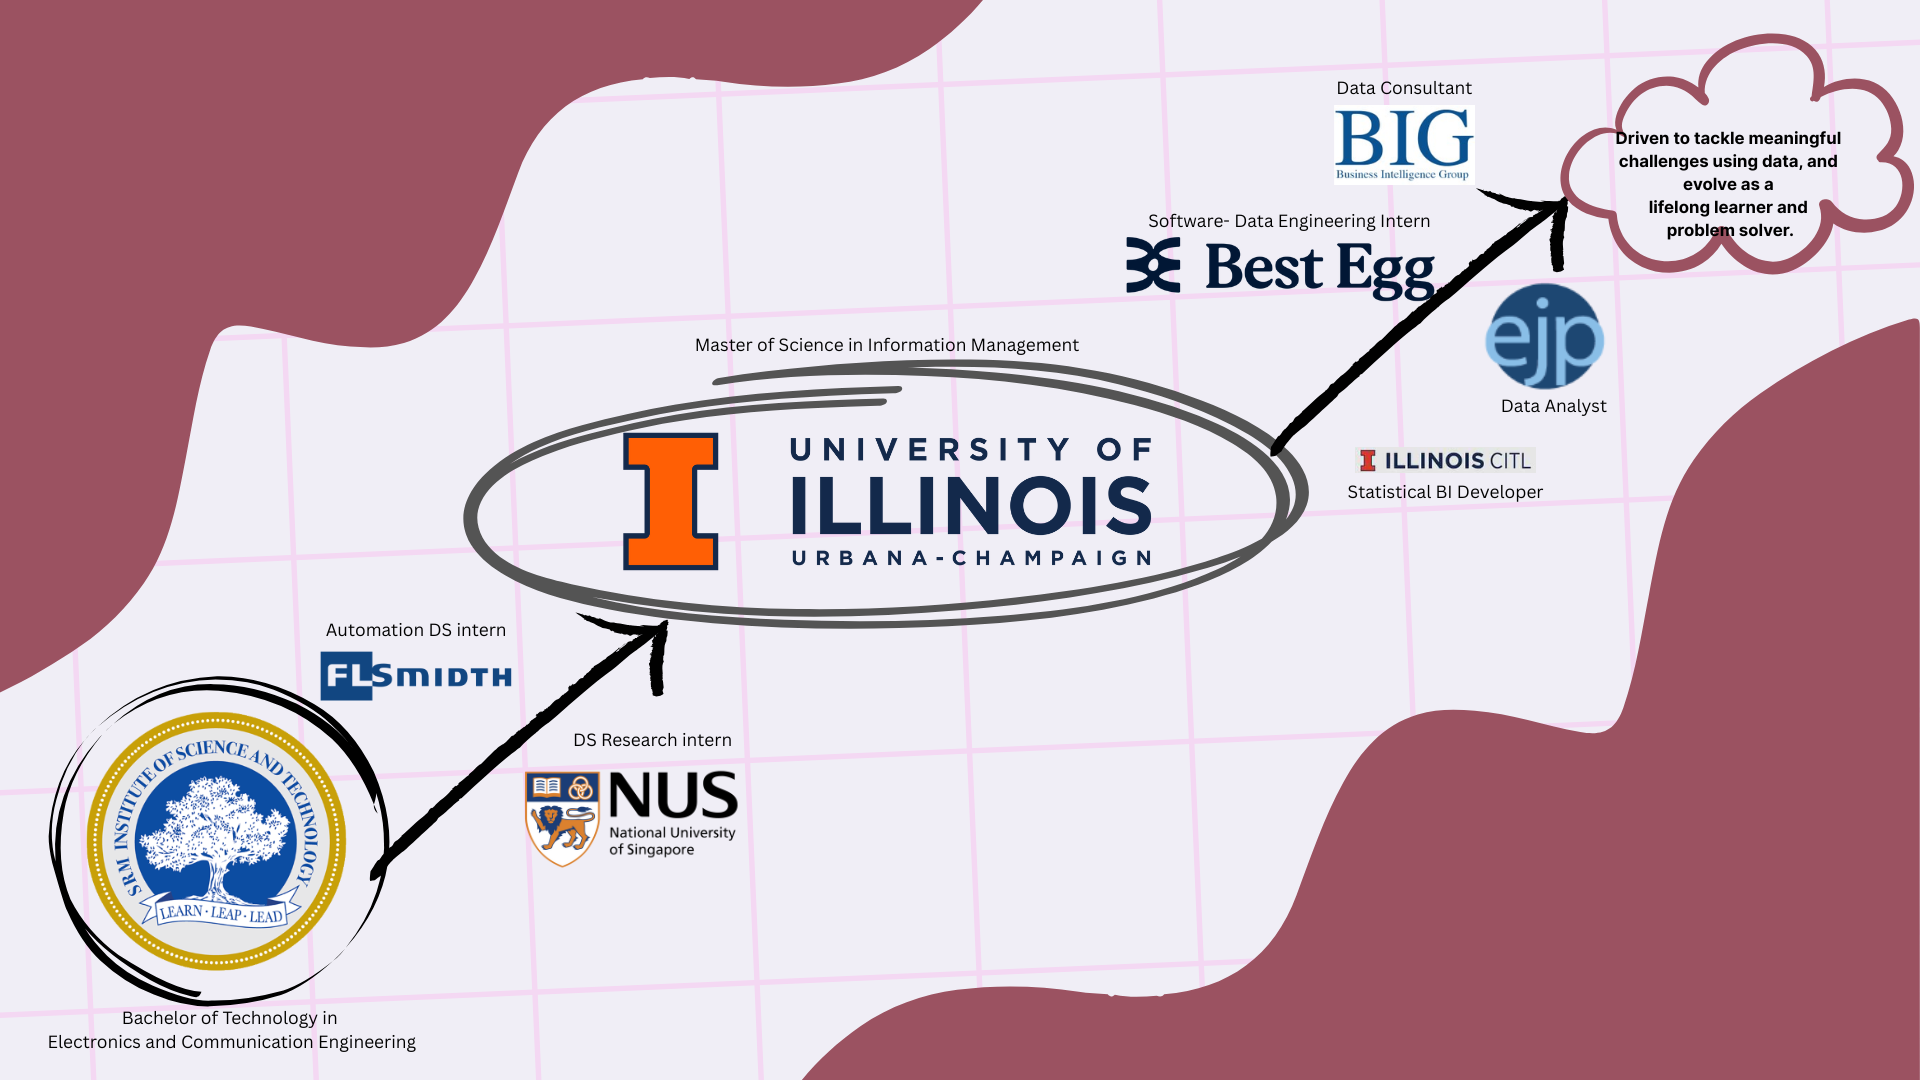 Data Consultant
BIG
Business Intelligence Group
Driven to tackle meaningful
challenges using data, and
evolve as a
lifelong learner and
problem solver.
Software- Data Engineering Intern
Best Egg
ejp
Data Analyst
Master of Science in Information Management
UNIVERSITY OF
ILLINOIS
URBANA-CHAMPAIGN
I ILLINOIS CITL
Statistical BI Developer
Automation DS intern
FLSMIDTH
DS Research intern
NUS
National University
of Singapore
SRM INSTITUTE OF SCIENCE AND TECHNOLOGY
LEARN · LEAP · LEAD
Bachelor of Technology in
Electronics and Communication Engineering